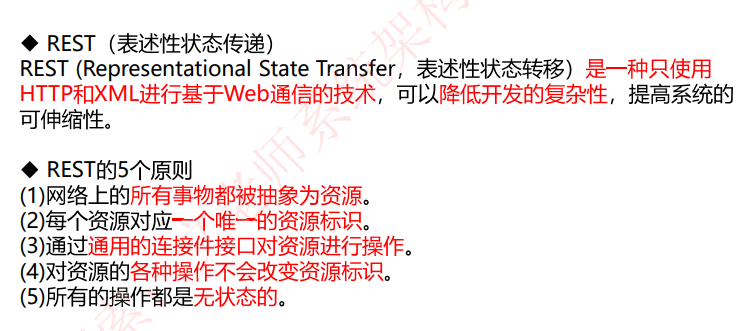 ◆ REST（表述性状态传递）
REST (Representational State Transfer，表述性状态转移）是一种只使用
HTTP和XML进行基于Web通信的技术，可以降低开发的复杂性，提高系统的
可伸缩性。
◆ REST的5个原则
(1)网络上的所有事物都被抽象为资源。
(2)每个资源对应一个唯一的资源标识。
(3)通过通用的连接件接口对资源进行操作。
(4)对资源的各种操作不会改变资源标识。
(5)所有的操作都是无状态的。